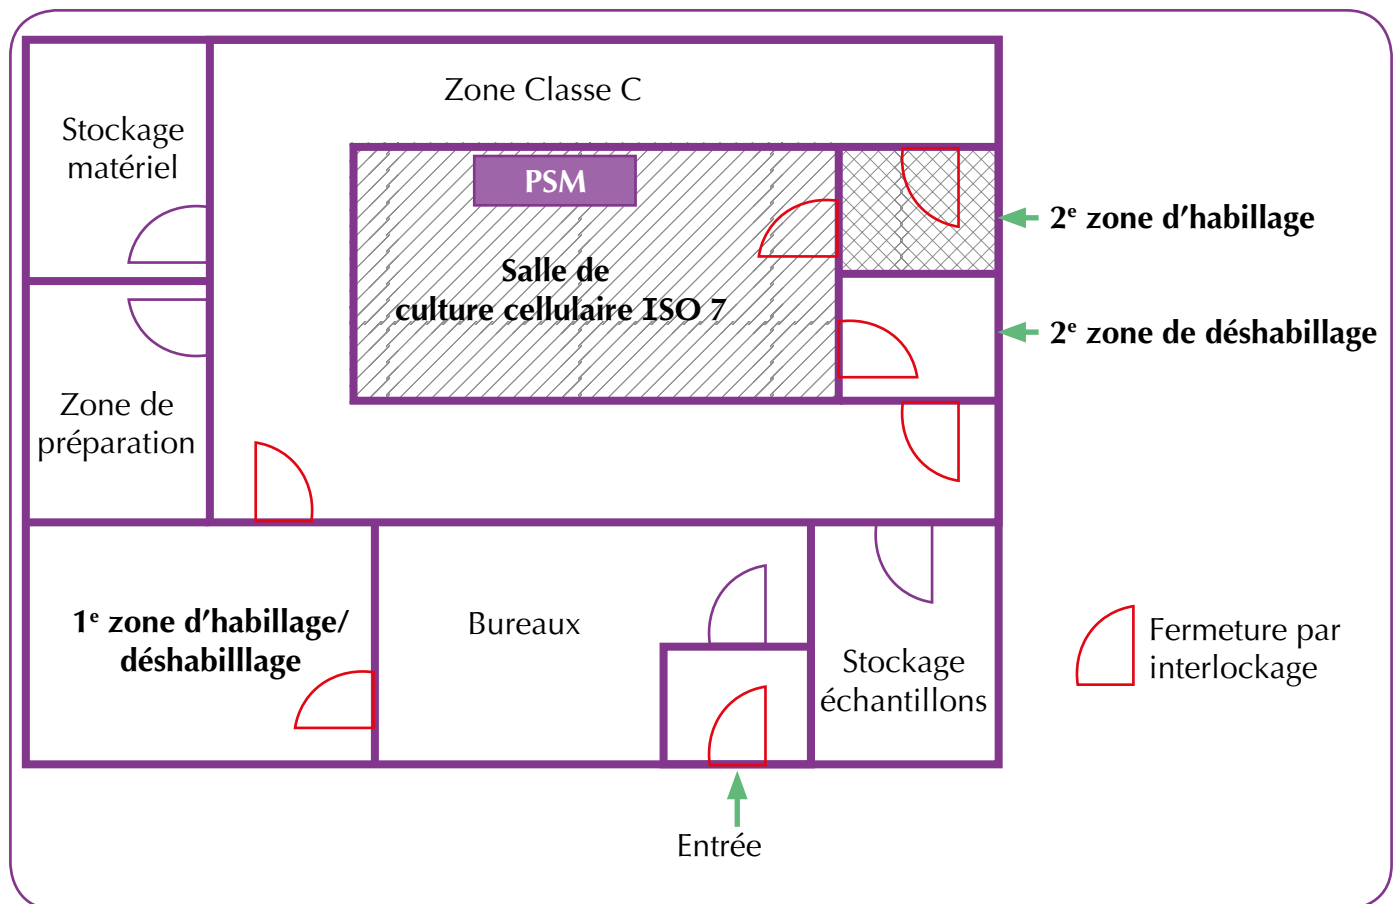 Zone Classe C
Stockage
matériel
PSM
2e zone d'habillage
Salle de
culture cellulaire ISO 7
2e zone de déshabillage
Zone de
préparation
1e zone d'habillage/
déshabilllage
Bureaux
Stockage
échantillons
Fermeture par
interlockage
Entrée